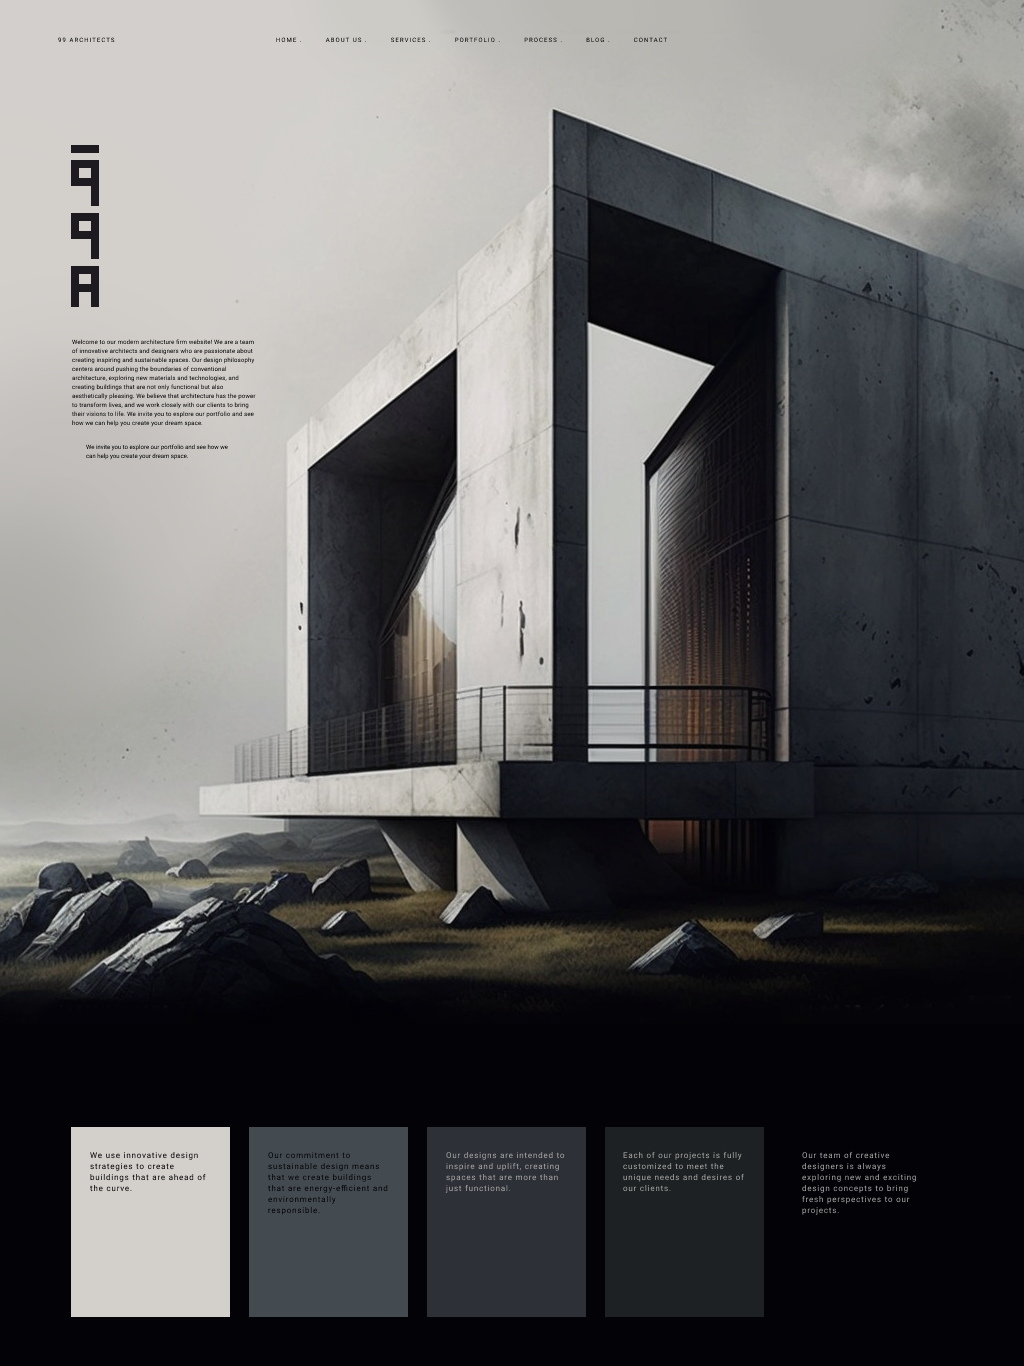 99 ARCHITECTS
HOME . ABOUT US . SERVICES . PORTFOLIO . PROCESS . BLOG . CONTACT
9
9
A
Welcome to our modern architecture firm website! We are a team
of innovative architects and designers who are passionate about
creating inspiring and sustainable spaces. Our design philosophy
centers around pushing the boundaries of conventional
architecture, exploring new materials and technologies, and
creating buildings that are not only functional but also
aesthetically pleasing. We believe that architecture has the power
to transform lives, and we work closely with our clients to bring
their visions to life. We invite you to explore our portfolio and see
how we can help you create your dream space.
We invite you to explore our portfolio and see how we
can help you create your dream space.
We use innovative design
strategies to create
buildings that are ahead of
the curve.
Our commitment to
sustainable design means
that we create buildings
that are energy-efficient and
environmentally
responsible.
Our designs are intended to
inspire and uplift, creating
spaces that are more than
just functional.
Each of our projects is fully
customized to meet the
unique needs and desires of
our clients.
Our team of creative
designers is always
exploring new and exciting
design concepts to bring
fresh perspectives to our
projects.